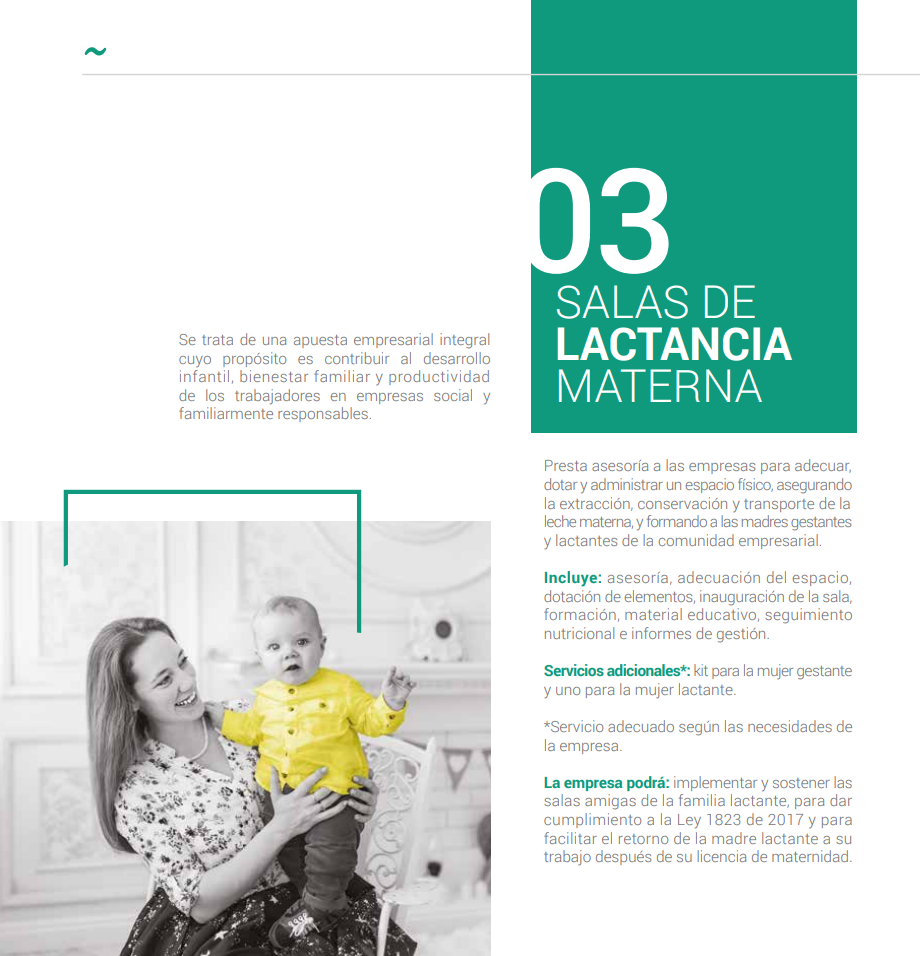 03
SALAS DE
LACTANCIA
MATERNA
Se trata de una apuesta empresarial integral
cuyo propósito es contribuir al desarrollo
infantil, bienestar familiar y productividad
de los trabajadores en empresas social y
familiarmente responsables.
Presta asesoría a las empresas para adecuar,
dotar y administrar un espacio físico, asegurando
la extracción, conservación y transporte de la
leche materna, y formando a las madres gestantes
y lactantes de la comunidad empresarial.
Incluye: asesoría, adecuación del espacio,
dotación de elementos, inauguración de la sala,
formación, material educativo, seguimiento
nutricional e informes de gestión.
Servicios adicionales*: kit para la mujer gestante
y uno para la mujer lactante.
*Servicio adecuado según las necesidades de
la empresa.
La empresa podrá: implementar y sostener las
salas amigas de la familia lactante, para dar
cumplimiento a la Ley 1823 de 2017 y para
facilitar el retorno de la madre lactante a su
trabajo después de su licencia de maternidad.